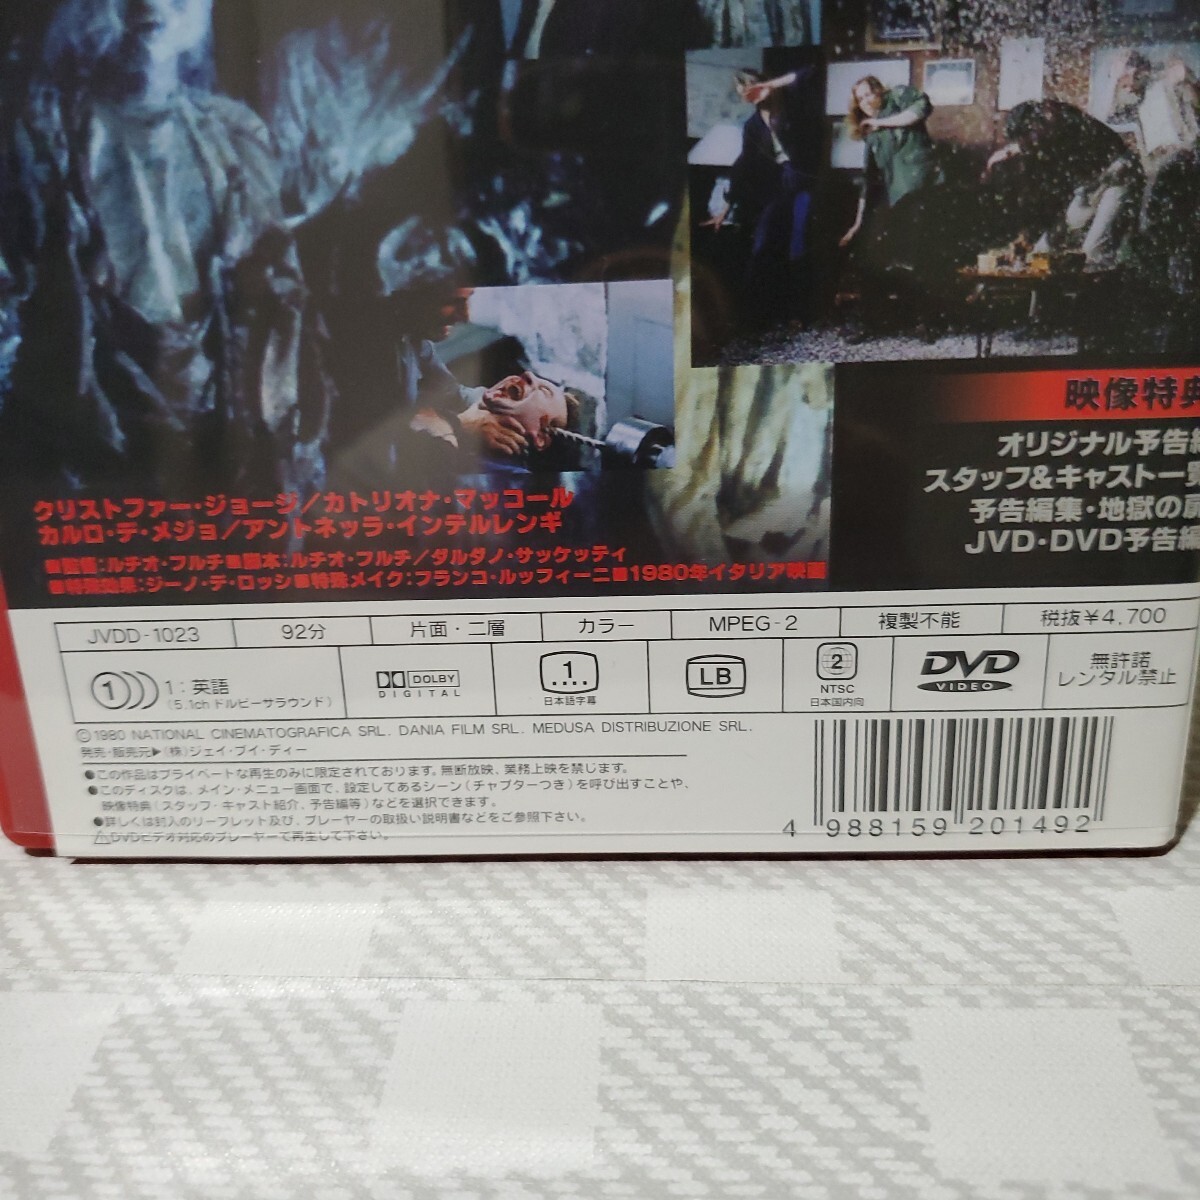 映像特典
オリジナル予告編
スタッフ&キャスト一覧
予告編集・地獄の扉
JVD・DVD予告編
クリストファー・ジョージ／カトリオナ・マッコール
カルロ・デ・メジョ／アントネッラ・インテルレンギ
■監督：ルチオ・フルチ■脚本：ルチオ・フルチ／ダルダノ・サッケッティ
■特殊効果：ジーノ・デ・ロッシ■特殊メイク：フランコ・ルッフィーニ■1980年イタリア映画
JVDD-1023 92分 片面・二層 カラー MPEG-2 複製不能 税抜¥4,700
1 1：英語
(5.1ch ドルビーサラウンド)
DOLBY
DIGITAL
1
日本語字幕
LB
2
NTSC
日本国内向
DVD
VIDEO
無許諾
レンタル禁止
©1980 NATIONAL CINEMATOGRAFICA SRL. DANIA FILM SRL. MEDUSA DISTRIBUZIONE SRL.
発売・販売元▶(株)ジェイ・ブイ・ディー
●この作品はプライベートな再生のみに限定されております。無断放映、業務上映を禁じます。
●このディスクは、メイン・メニュー画面で、設定してあるシーン(チャプターつき)を呼び出すことや、
映像特典(スタッフ・キャスト紹介、予告編等)などを選択できます。
●詳しくは封入のリーフレット及び、プレーヤーの取扱い説明書などをご参照下さい。
⚠DVDビデオ対応のプレーヤーで再生して下さい。
4 988159 201492